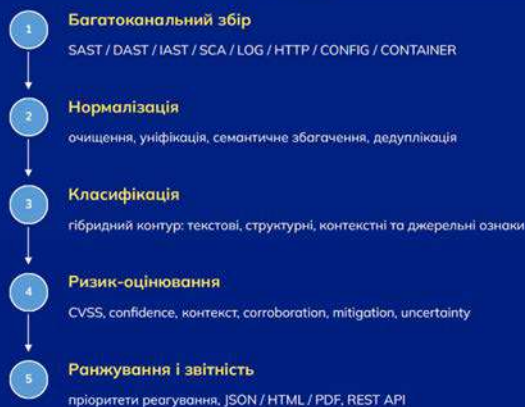 1
Багатоканальний збір
SAST / DAST / IAST / SCA / LOG / HTTP / CONFIG / CONTAINER
2
Нормалізація
очищення, уніфікація, семантичне збагачення, дедуплікація
3
Класифікація
гібридний контур: текстові, структурні, контекстні та джерельні ознаки
4
Ризик-оцінювання
CVSS, confidence, контекст, corroboration, mitigation, uncertainty
5
Ранжування і звітність
пріоритети реагування, JSON / HTML / PDF, REST API